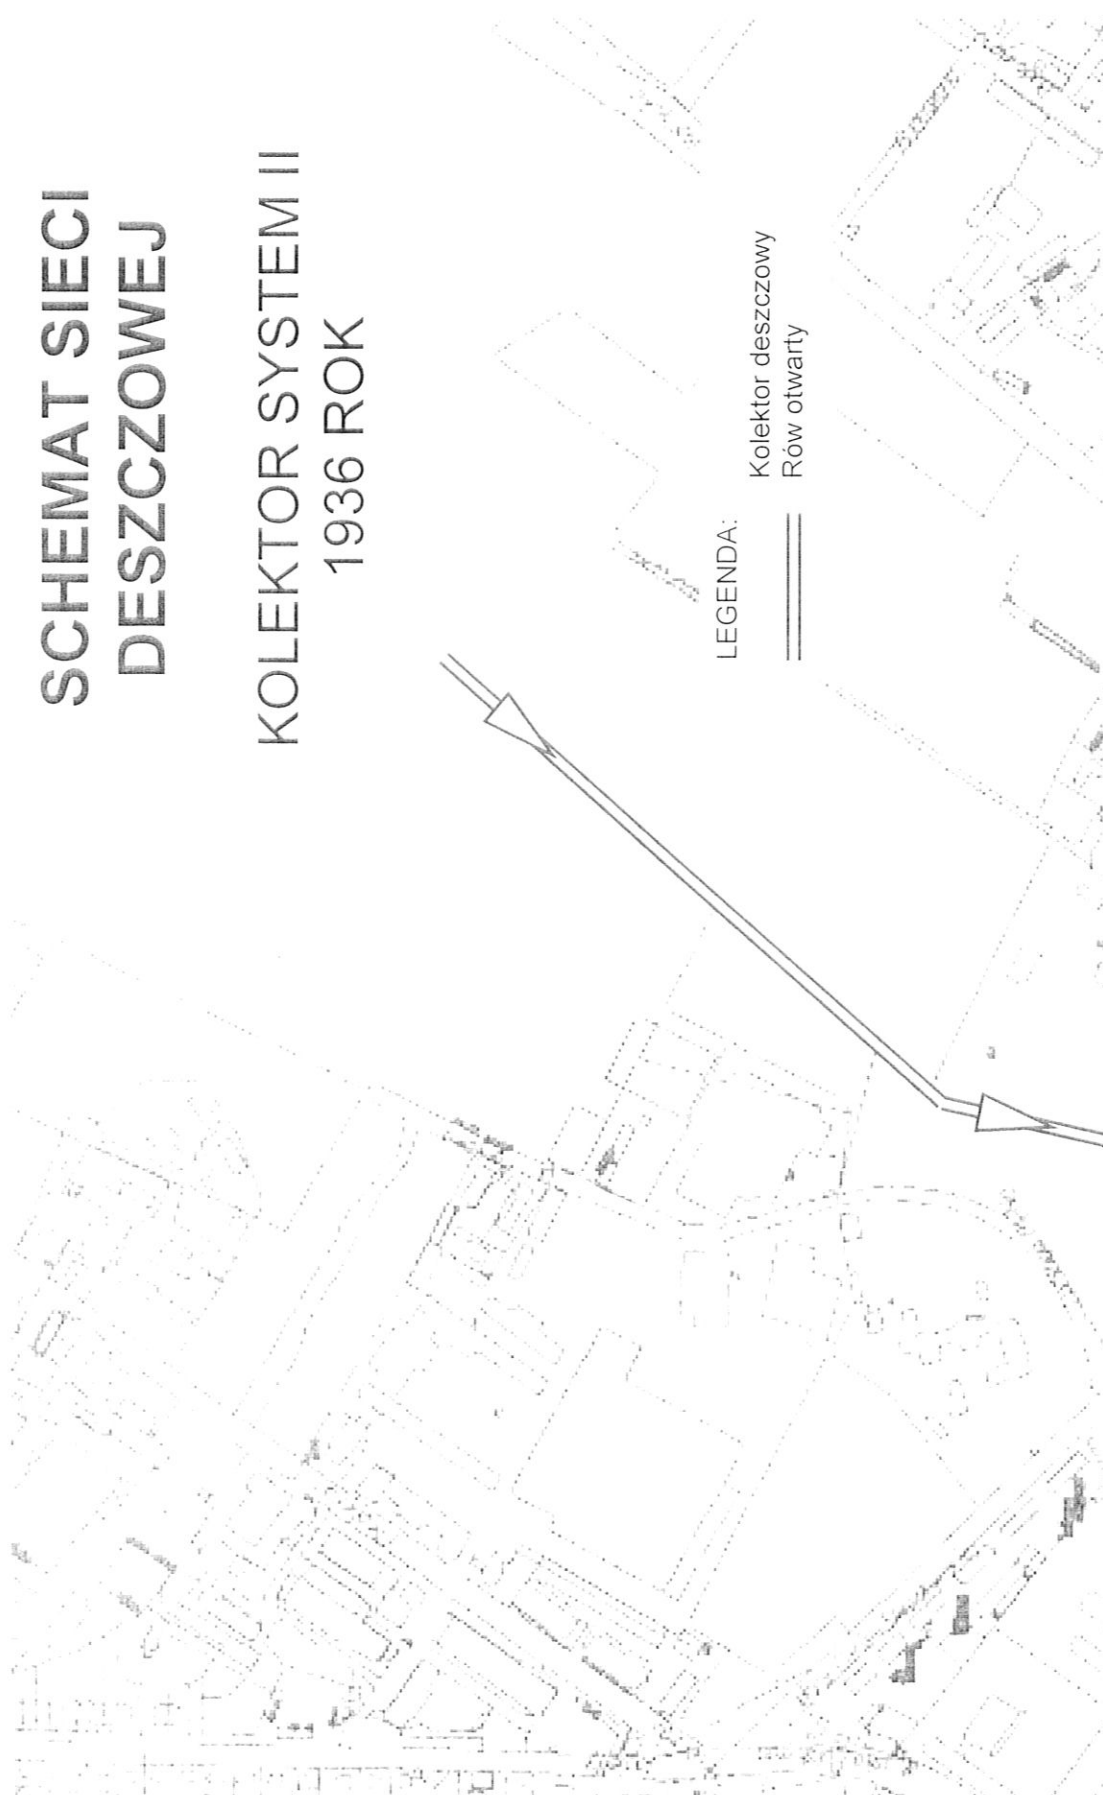 SCHEMAT SIECI
DESZCZOWEJ
KOLEKTOR SYSTEM II
1936 ROK
LEGENDA:
Kolektor deszczowy
Rów otwarty